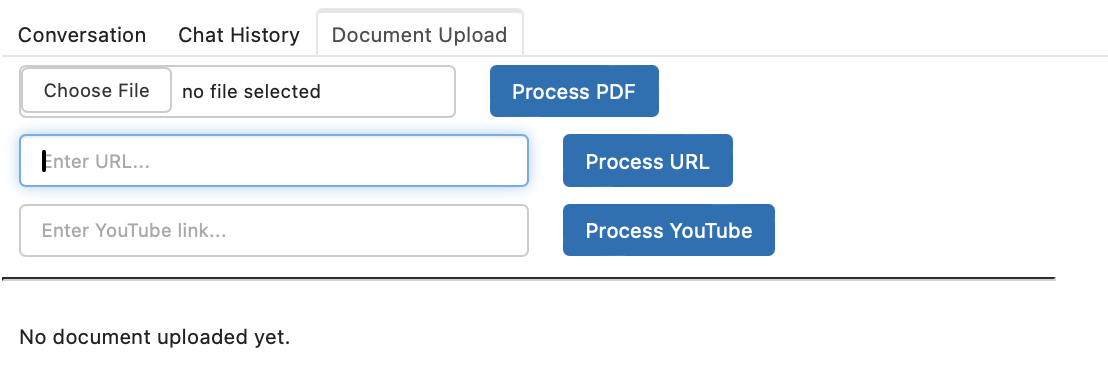 Conversation Chat History Document Upload
Choose File no file selected Process PDF
Enter URL... Process URL
Enter YouTube link... Process YouTube
No document uploaded yet.